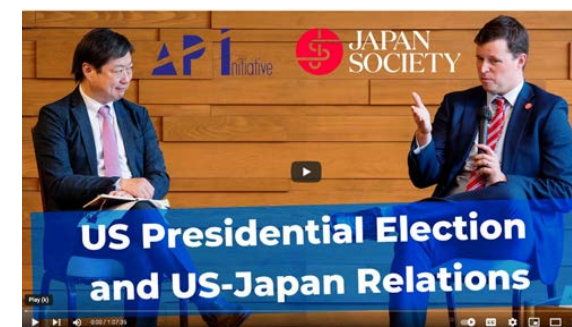 API
Initiative
JAPAN
SOCIETY
US Presidential Election
and US-Japan Relations
Play (k)
0:00 / 1:07:35